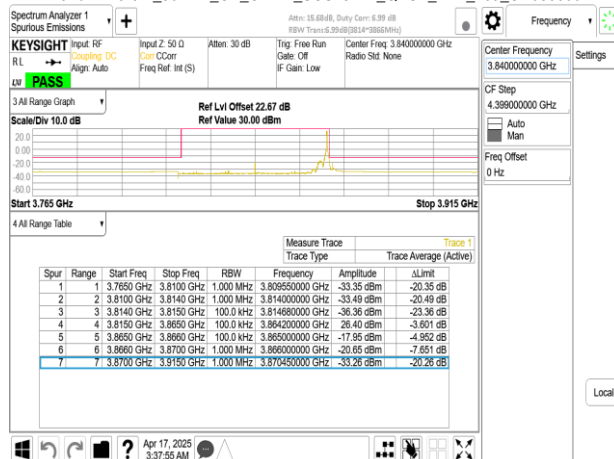 Spectrum Analyzer 1
Spurious Emissions
Attn: 15.68dB, Duty Corr: 6.99 dB
RBW Trans:6.99dB(3814~3866MHz)
Frequency
KEYSIGHT
RL
PASS
Input: RF
Coupling: DC
Align: Auto
Input Z: 50 Ω
Corr CCorr
Freq Ref: Int (S)
Atten: 30 dB
Trig: Free Run
Gate: Off
IF Gain: Low
Center Freq: 3.840000000 GHz
Radio Std: None
Center Frequency
3.840000000 GHz
Settings
CF Step
4.399000000 GHz
Auto
Man
Freq Offset
0 Hz
3 All Range Graph
Scale/Div 10.0 dB
Ref Lvl Offset 22.67 dB
Ref Value 30.00 dBm
20.0
0.00
-20.0
-40.0
-60.0
Start 3.765 GHz
Stop 3.915 GHz
4 All Range Table
Measure Trace Trace 1
Trace Type Trace Average (Active)
Spur Range Start Freq Stop Freq RBW Frequency Amplitude ΔLimit
1 1 3.7650 GHz 3.8100 GHz 1.000 MHz 3.809550000 GHz -33.35 dBm -20.35 dB
2 2 3.8100 GHz 3.8140 GHz 1.000 MHz 3.814000000 GHz -33.49 dBm -20.49 dB
3 3 3.8140 GHz 3.8150 GHz 100.0 kHz 3.814680000 GHz -36.36 dBm -23.36 dB
4 4 3.8150 GHz 3.8650 GHz 100.0 kHz 3.864200000 GHz 26.40 dBm -3.601 dB
5 5 3.8650 GHz 3.8660 GHz 100.0 kHz 3.865000000 GHz -17.95 dBm -4.952 dB
6 6 3.8660 GHz 3.8700 GHz 1.000 MHz 3.866000000 GHz -20.65 dBm -7.651 dB
7 7 3.8700 GHz 3.9150 GHz 1.000 MHz 3.870450000 GHz -33.26 dBm -20.26 dB
Local
?
Apr 17, 2025
3:37:55 AM